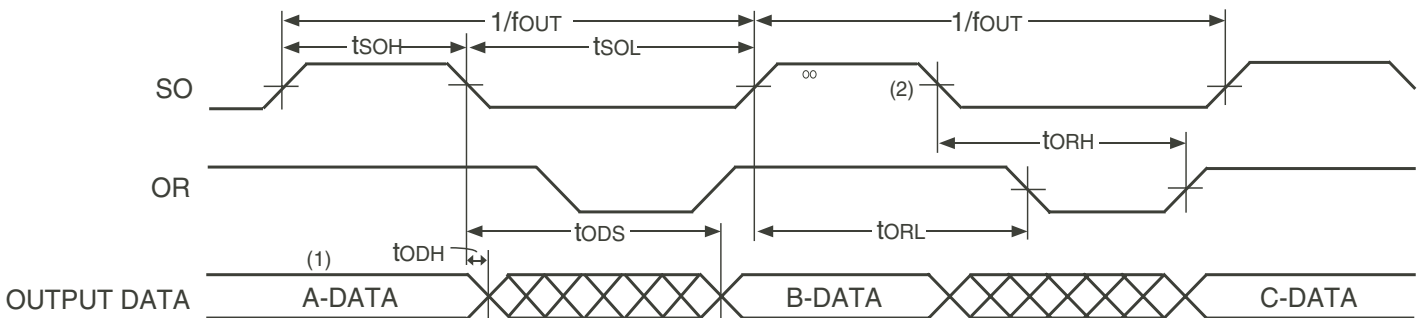 1/fOUT 1/fOUT
tSOH tSOL
SO
∞
(2)
tORH
OR
tODS tORL
tODH
(1)
OUTPUT DATA A-DATA B-DATA C-DATA